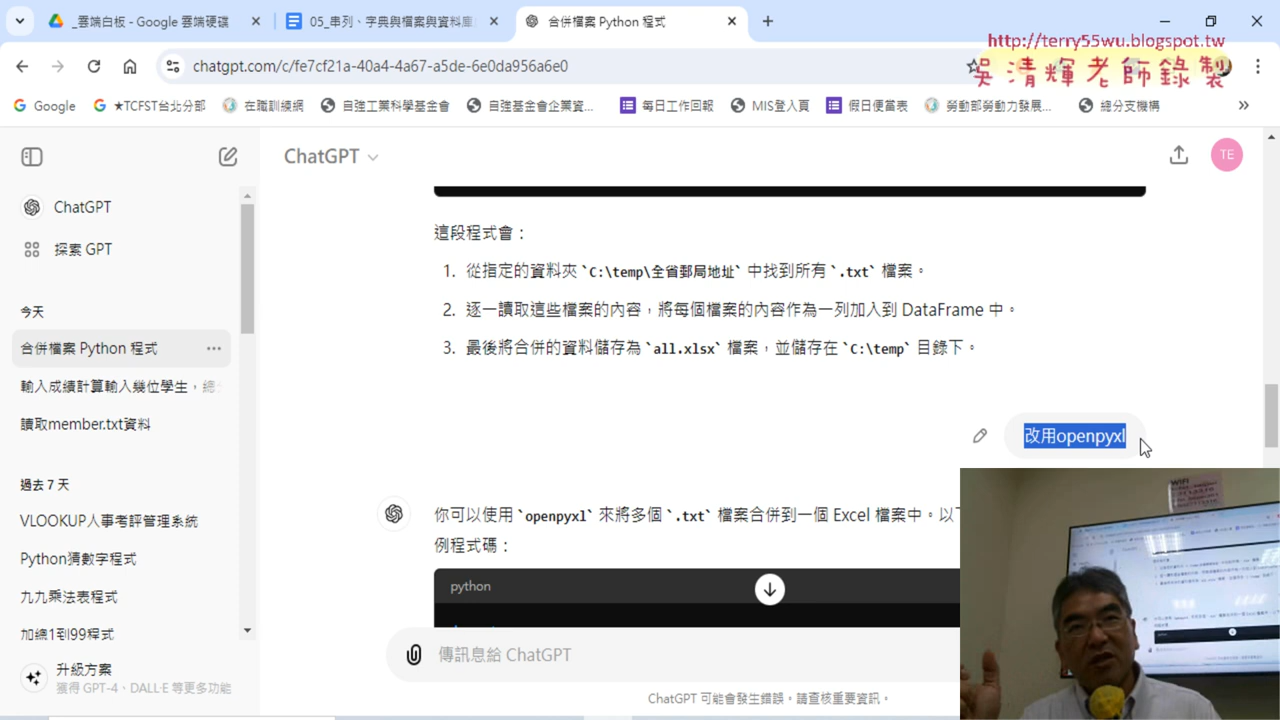 _雲端白板 - Google 雲端硬碟
05_串列、字典與檔案與資料庫
合併檔案 Python 程式
http://terry55wu.blogspot.tw
吳清輝老師錄製
chatgpt.com/c/fe7cf21a-40a4-4a67-a5de-6e0da956a6e0
Google
★TCFST台北分部
在職訓練網
自強工業科學基金會
自強基金會企業資...
每日工作回報
MIS登入頁
假日便當表
勞動部勞動力發展...
總分支機構
ChatGPT
TE
ChatGPT
探索 GPT
今天
合併檔案 Python 程式
輸入成績計算輸入幾位學生，總
讀取member.txt資料
過去 7 天
VLOOKUP人事考評管理系統
Python猜數字程式
九九乘法表程式
加總1到99程式
升級方案
獲得 GPT-4、DALL·E 等更多功能
這段程式會：
1. 從指定的資料夾 `C:\temp\全省郵局地址` 中找到所有 `.txt` 檔案。
2. 逐一讀取這些檔案的內容，將每個檔案的內容作為一列加入到 DataFrame 中。
3. 最後將合併的資料儲存為 `all.xlsx` 檔案，並儲存在 `C:\temp` 目錄下。
改用openpyxl
你可以使用 `openpyxl` 來將多個 `.txt` 檔案合併到一個 Excel 檔案中。以下
例程式碼：
python
傳訊息給 ChatGPT
ChatGPT 可能會發生錯誤。請查核重要資訊。